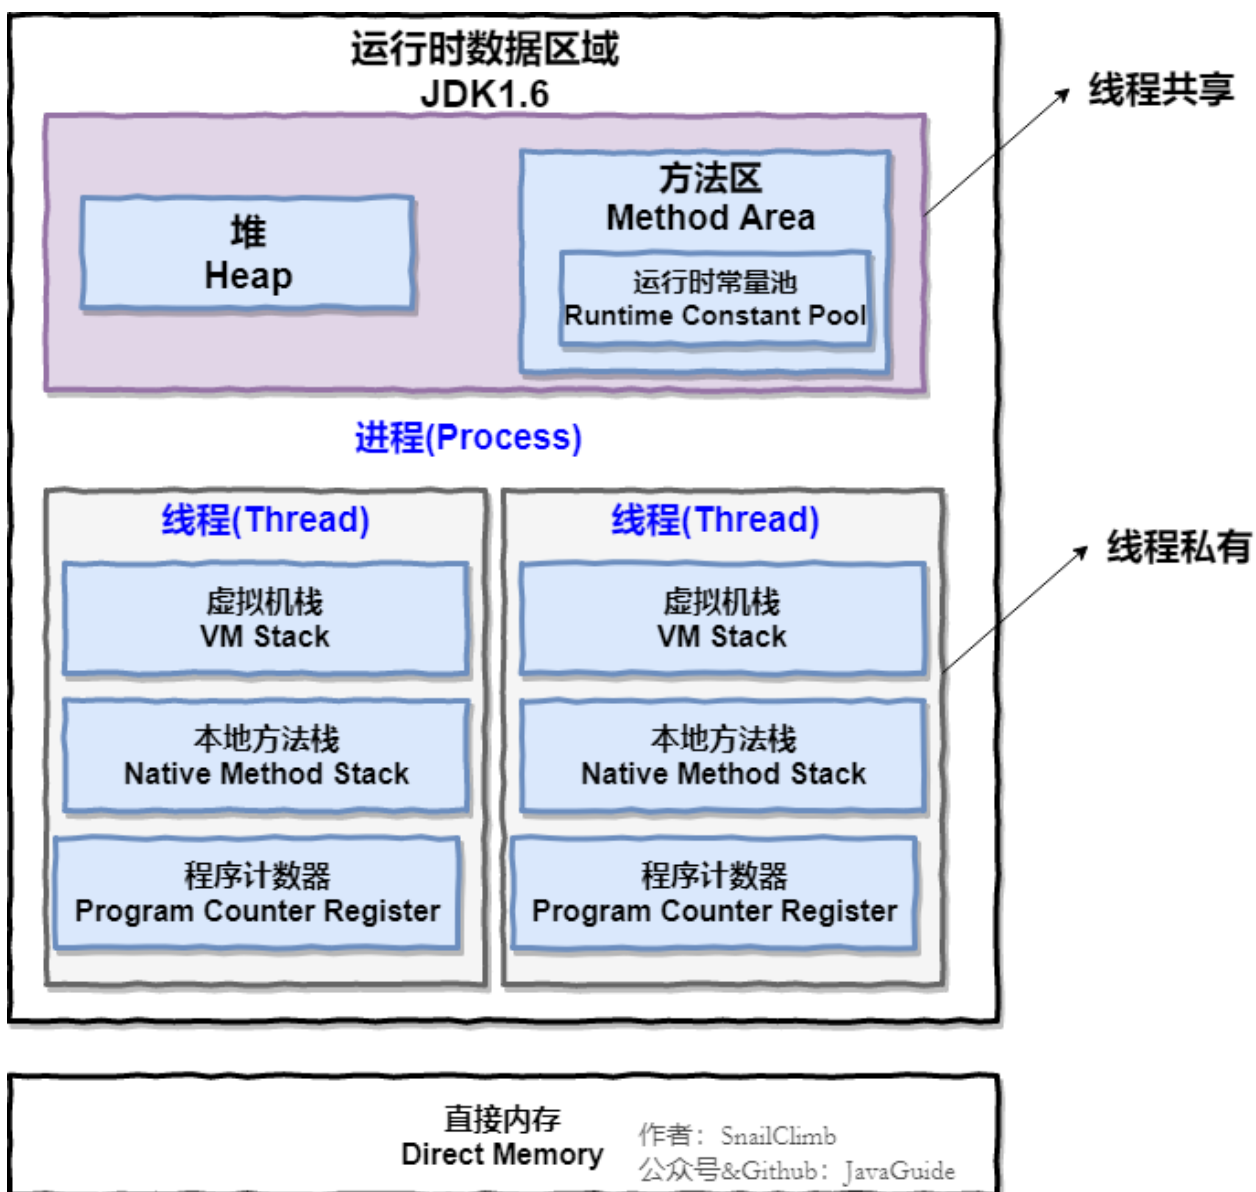 运行时数据区域
JDK1.6
线程共享
堆
Heap
方法区
Method Area
运行时常量池
Runtime Constant Pool
进程(Process)
线程(Thread)
虚拟机栈
VM Stack
本地方法栈
Native Method Stack
程序计数器
Program Counter Register
线程(Thread)
虚拟机栈
VM Stack
本地方法栈
Native Method Stack
程序计数器
Program Counter Register
线程私有
直接内存
Direct Memory
作者：SnailClimb
公众号&Github：JavaGuide